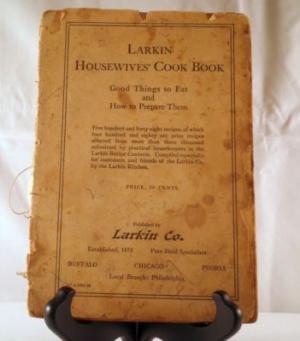 LARKIN
HOUSEWIVES' COOK BOOK
Good Things to Eat
and
How to Prepare Them
Five hundred and forty-eight recipes, of which
four hundred and eighty are prize recipes
selected from more than three thousand
submitted by practical housekeepers in the
Larkin Recipe Contests. Compiled especially
for customers and friends of the Larkin Co.
by the Larkin Kitchen.
PRICE, 50 CENTS
Published by
Larkin Co.
Established, 1875 Pure Food Specialists
BUFFALO CHICAGO PEORIA
Local Branch: Philadelphia